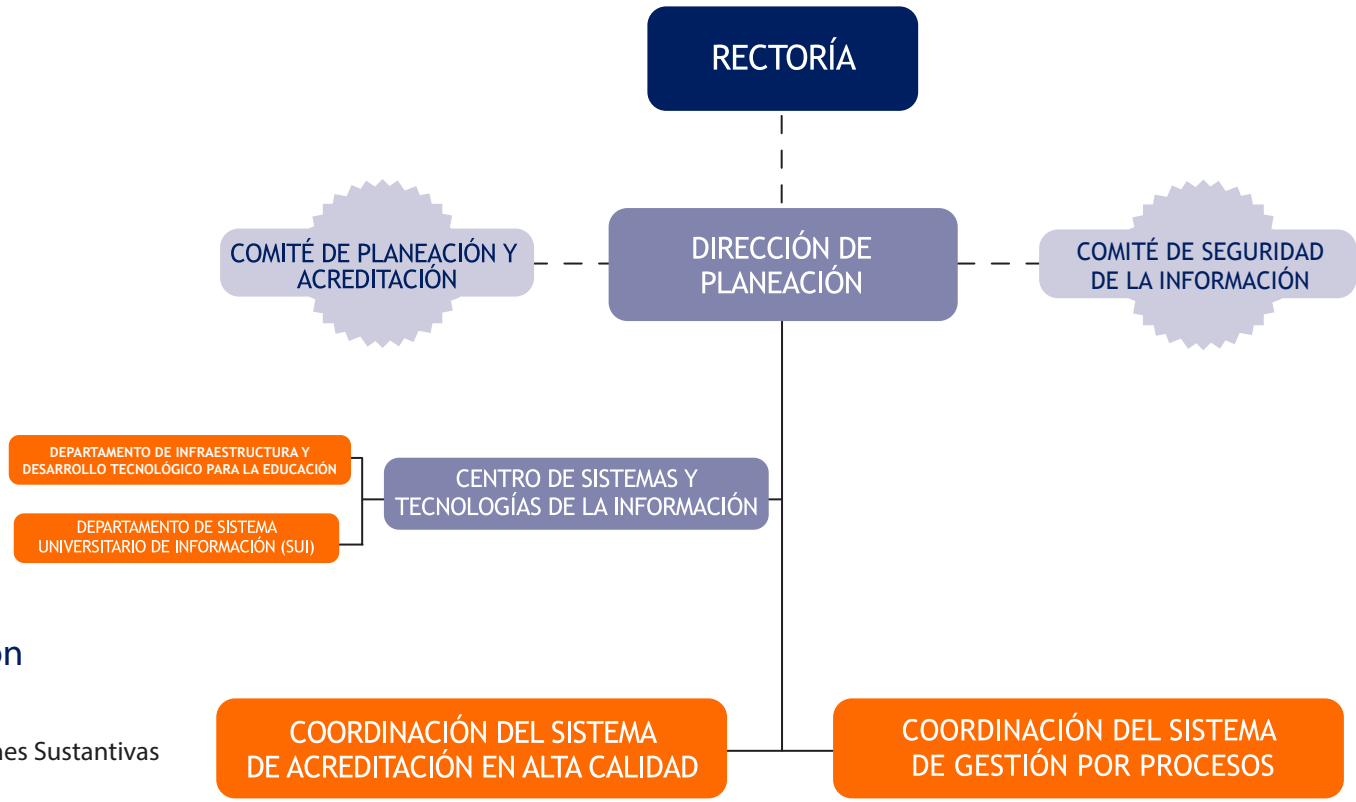 RECTORÍA
COMITÉ DE PLANEACIÓN Y
ACREDITACIÓN
DIRECCIÓN DE
PLANEACIÓN
COMITÉ DE SEGURIDAD
DE LA INFORMACIÓN
DEPARTAMENTO DE INFRAESTRUCTURA Y
DESARROLLO TECNOLÓGICO PARA LA EDUCACIÓN
CENTRO DE SISTEMAS Y
TECNOLOGÍAS DE LA INFORMACIÓN
DEPARTAMENTO DE SISTEMA
UNIVERSITARIO DE INFORMACIÓN (SUI)
ón
nes Sustantivas
COORDINACIÓN DEL SISTEMA
DE ACREDITACIÓN EN ALTA CALIDAD
COORDINACIÓN DEL SISTEMA
DE GESTIÓN POR PROCESOS